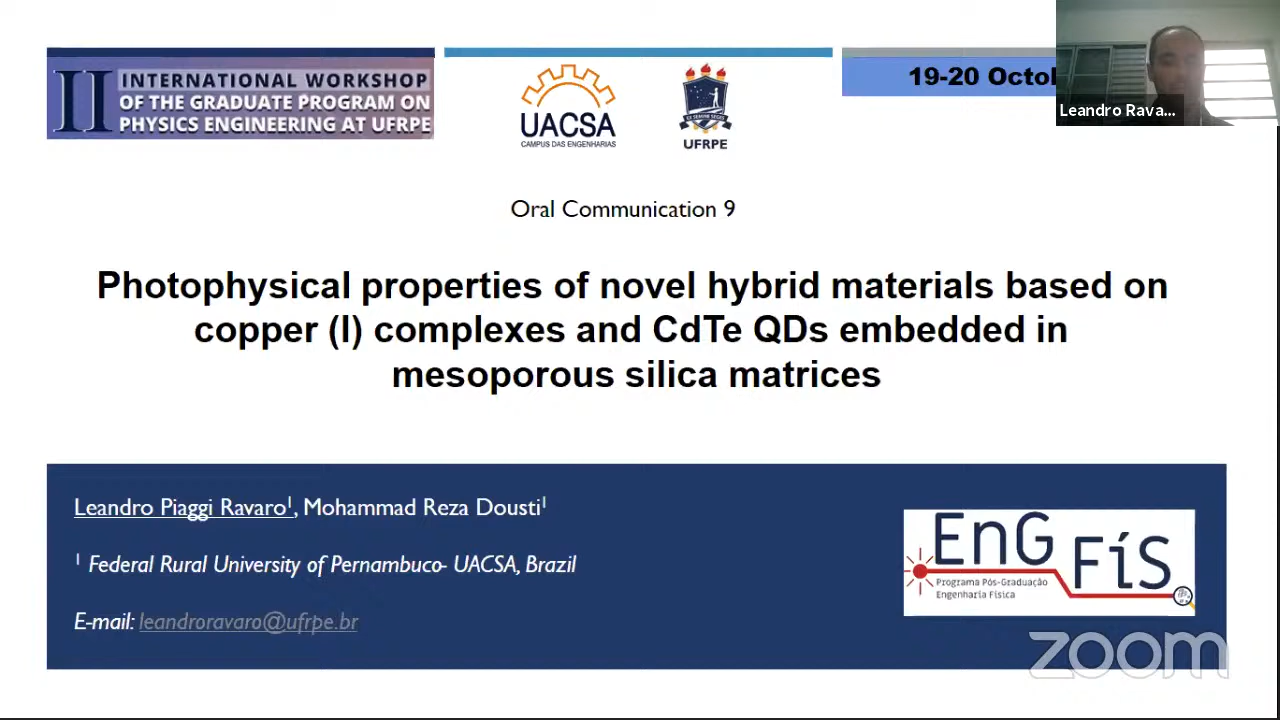 II INTERNATIONAL WORKSHOP
OF THE GRADUATE PROGRAM ON
PHYSICS ENGINEERING AT UFRPE
UACSA
CAMPUS DAS ENGENHARIAS
UFRPE
19-20 Octo
Leandro Rava...
Oral Communication 9
Photophysical properties of novel hybrid materials based on
copper (I) complexes and CdTe QDs embedded in
mesoporous silica matrices
Leandro Piaggi Ravaro¹, Mohammad Reza Dousti¹
¹ Federal Rural University of Pernambuco- UACSA, Brazil
E-mail: leandroravaro@ufrpe.br
EnG FíS
Programa Pós-Graduação
Engenharia Física
zoom